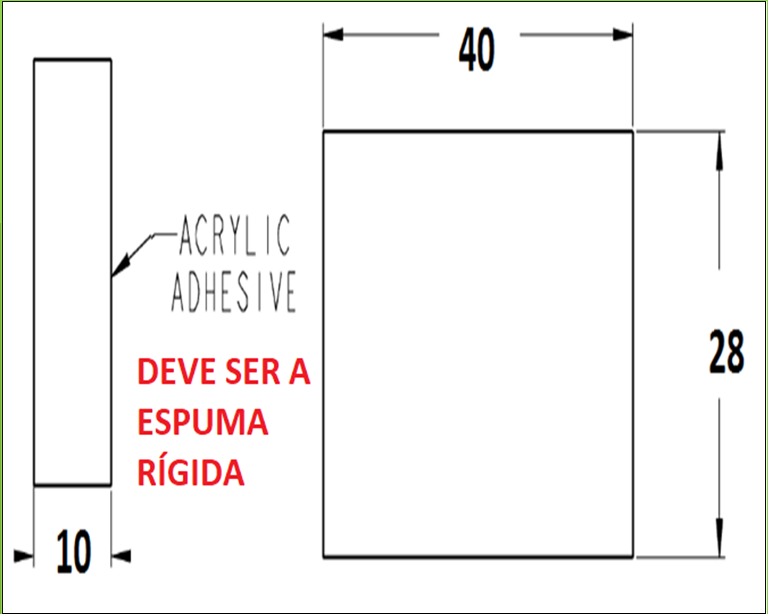 40
ACRYLIC
ADHESIVE
28
DEVE SER A
ESPUMA
RÍGIDA
10